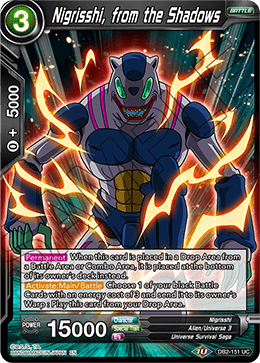 3
Nigrisshi, from the Shadows
BATTLE
0 + 5000
Permanent When this card is placed in a Drop Area from
a Battle Area or Combo Area, it is placed at the bottom
of its owner's deck instead.
Activate: Main/Battle Choose 1 of your black Battle
Cards with an energy cost of 3 and send it to its owner's
Warp: Play this card from your Drop Area.
Character
Nigrisshi
Special Trait
Alien/Universe 3
Era
Universe Survival Saga
POWER
15000
DB2-151 UC